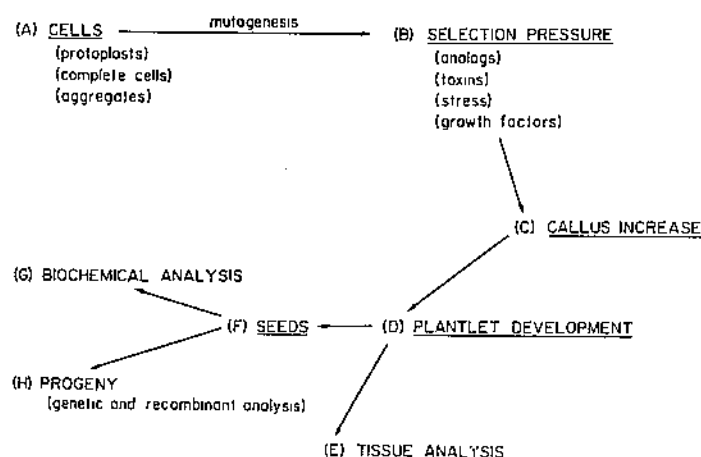 mutagenesis
(A) CELLS
(protoplasts)
(complete cells)
(aggregates)
(B) SELECTION PRESSURE
(analogs)
(toxins)
(stress)
(growth factors)
(C) CALLUS INCREASE
(D) PLANTLET DEVELOPMENT
(E) TISSUE ANALYSIS
(F) SEEDS
(G) BIOCHEMICAL ANALYSIS
(H) PROGENY
(genetic and recombinant analysis)